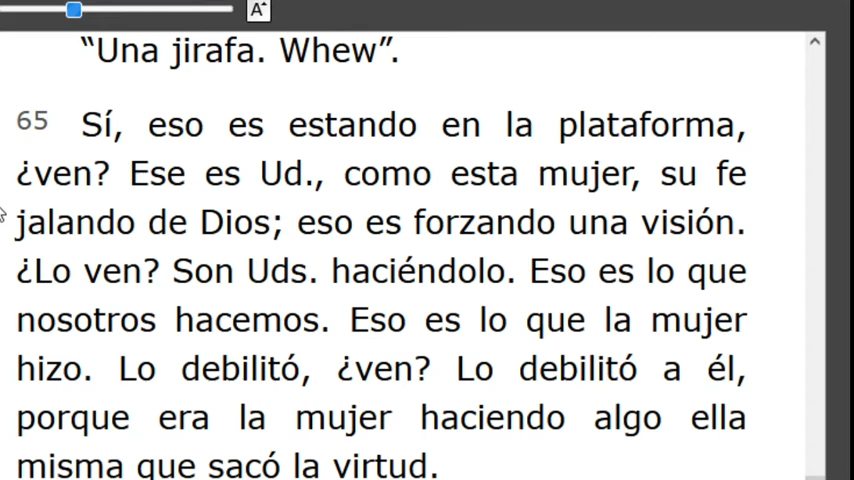 A
“Una jirafa. Whew”.
65 Sí, eso es estando en la plataforma,
¿ven? Ese es Ud., como esta mujer, su fe
jalando de Dios; eso es forzando una visión.
¿Lo ven? Son Uds. haciéndolo. Eso es lo que
nosotros hacemos. Eso es lo que la mujer
hizo. Lo debilitó, ¿ven? Lo debilitó a él,
porque era la mujer haciendo algo ella
misma que sacó la virtud.